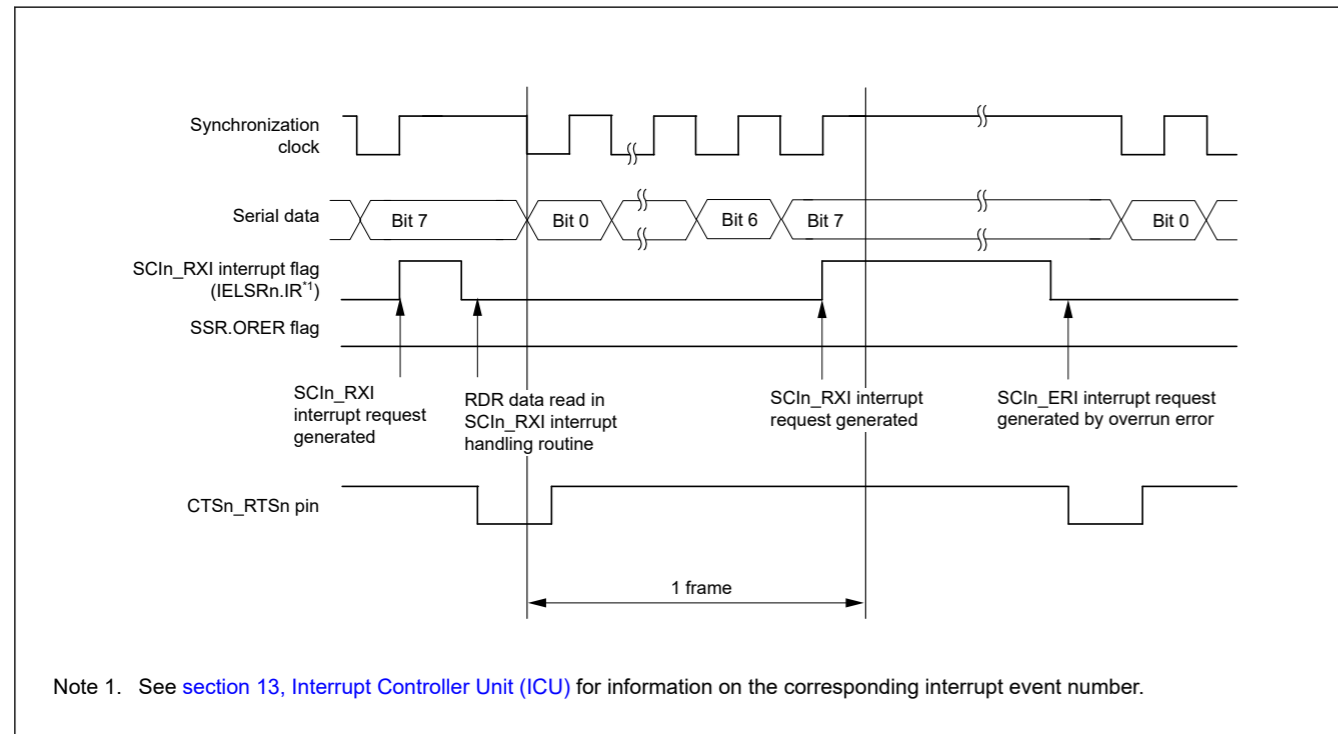 Synchronization
clock
Serial data
Bit 7
Bit 0
Bit 6
Bit 7
Bit 0
SCIn_RXI interrupt flag
(IELSRn.IR*1)
SSR.ORER flag
SCIn_RXI
interrupt request
generated
RDR data read in
SCIn_RXI interrupt
handling routine
SCIn_RXI interrupt
request generated
SCIn_ERI interrupt request
generated by overrun error
CTSn_RTSn pin
1 frame
Note 1. See section 13, Interrupt Controller Unit (ICU) for information on the corresponding interrupt event number.